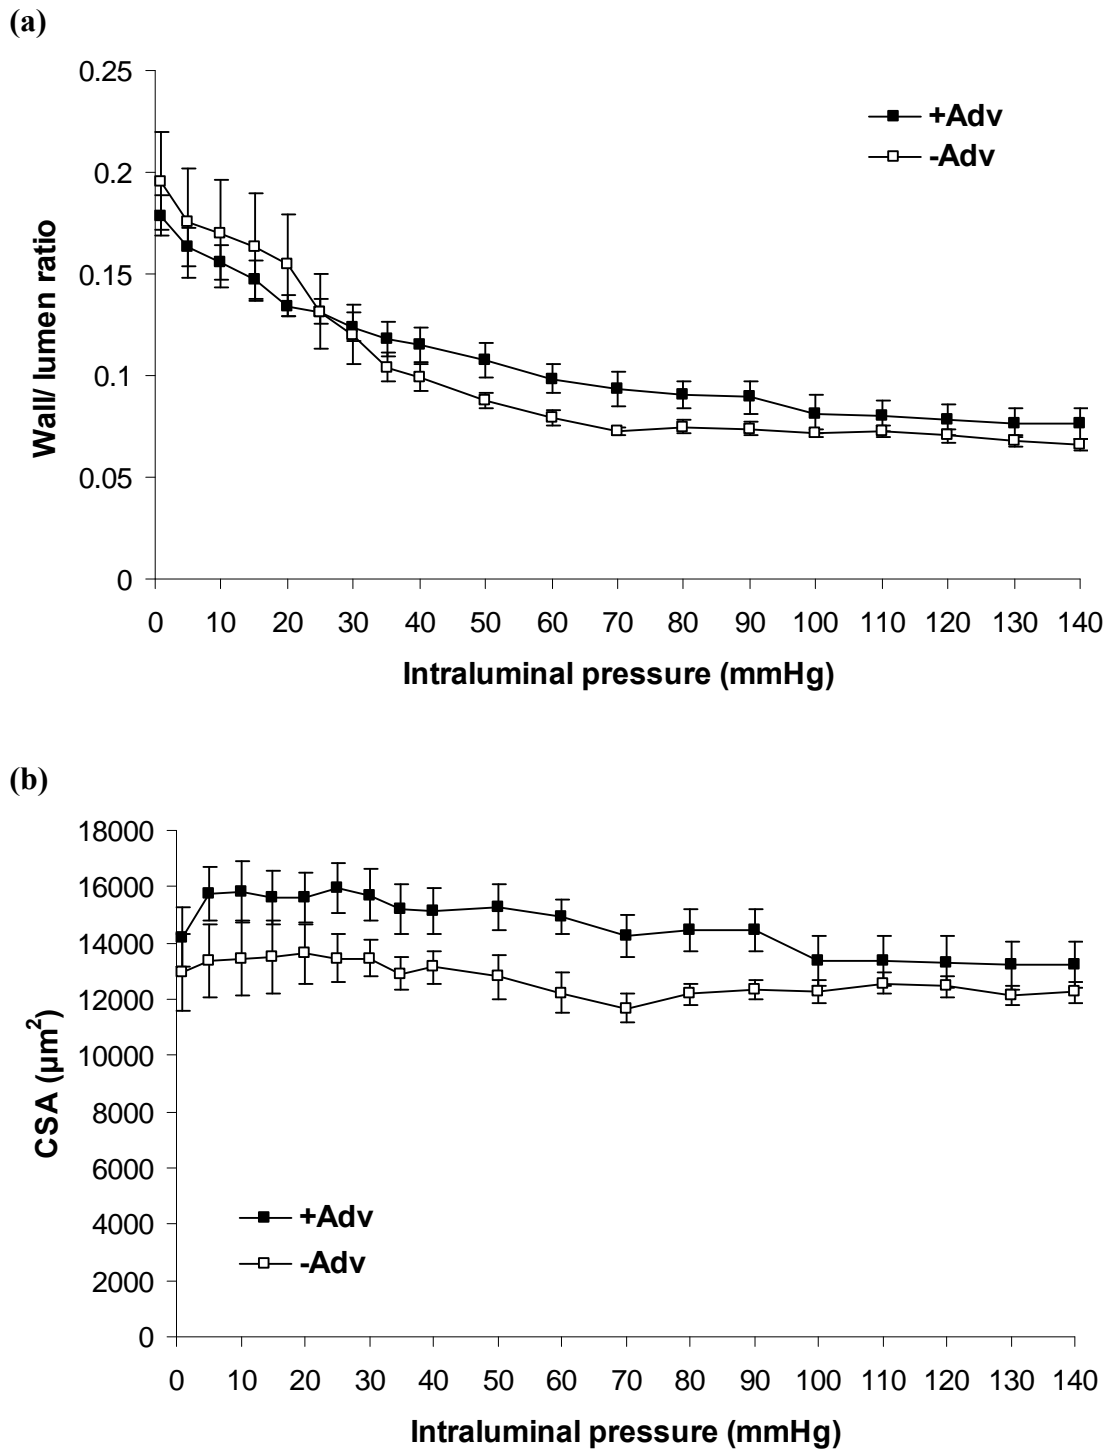 (a)
0.25
0.2
0.15
0.1
0.05
0
Wall/ lumen ratio
+Adv
-Adv
0 10 20 30 40 50 60 70 80 90 100 110 120 130 140
Intraluminal pressure (mmHg)
(b)
18000
16000
14000
12000
10000
8000
6000
4000
2000
0
CSA (µm²)
+Adv
-Adv
0 10 20 30 40 50 60 70 80 90 100 110 120 130 140
Intraluminal pressure (mmHg)